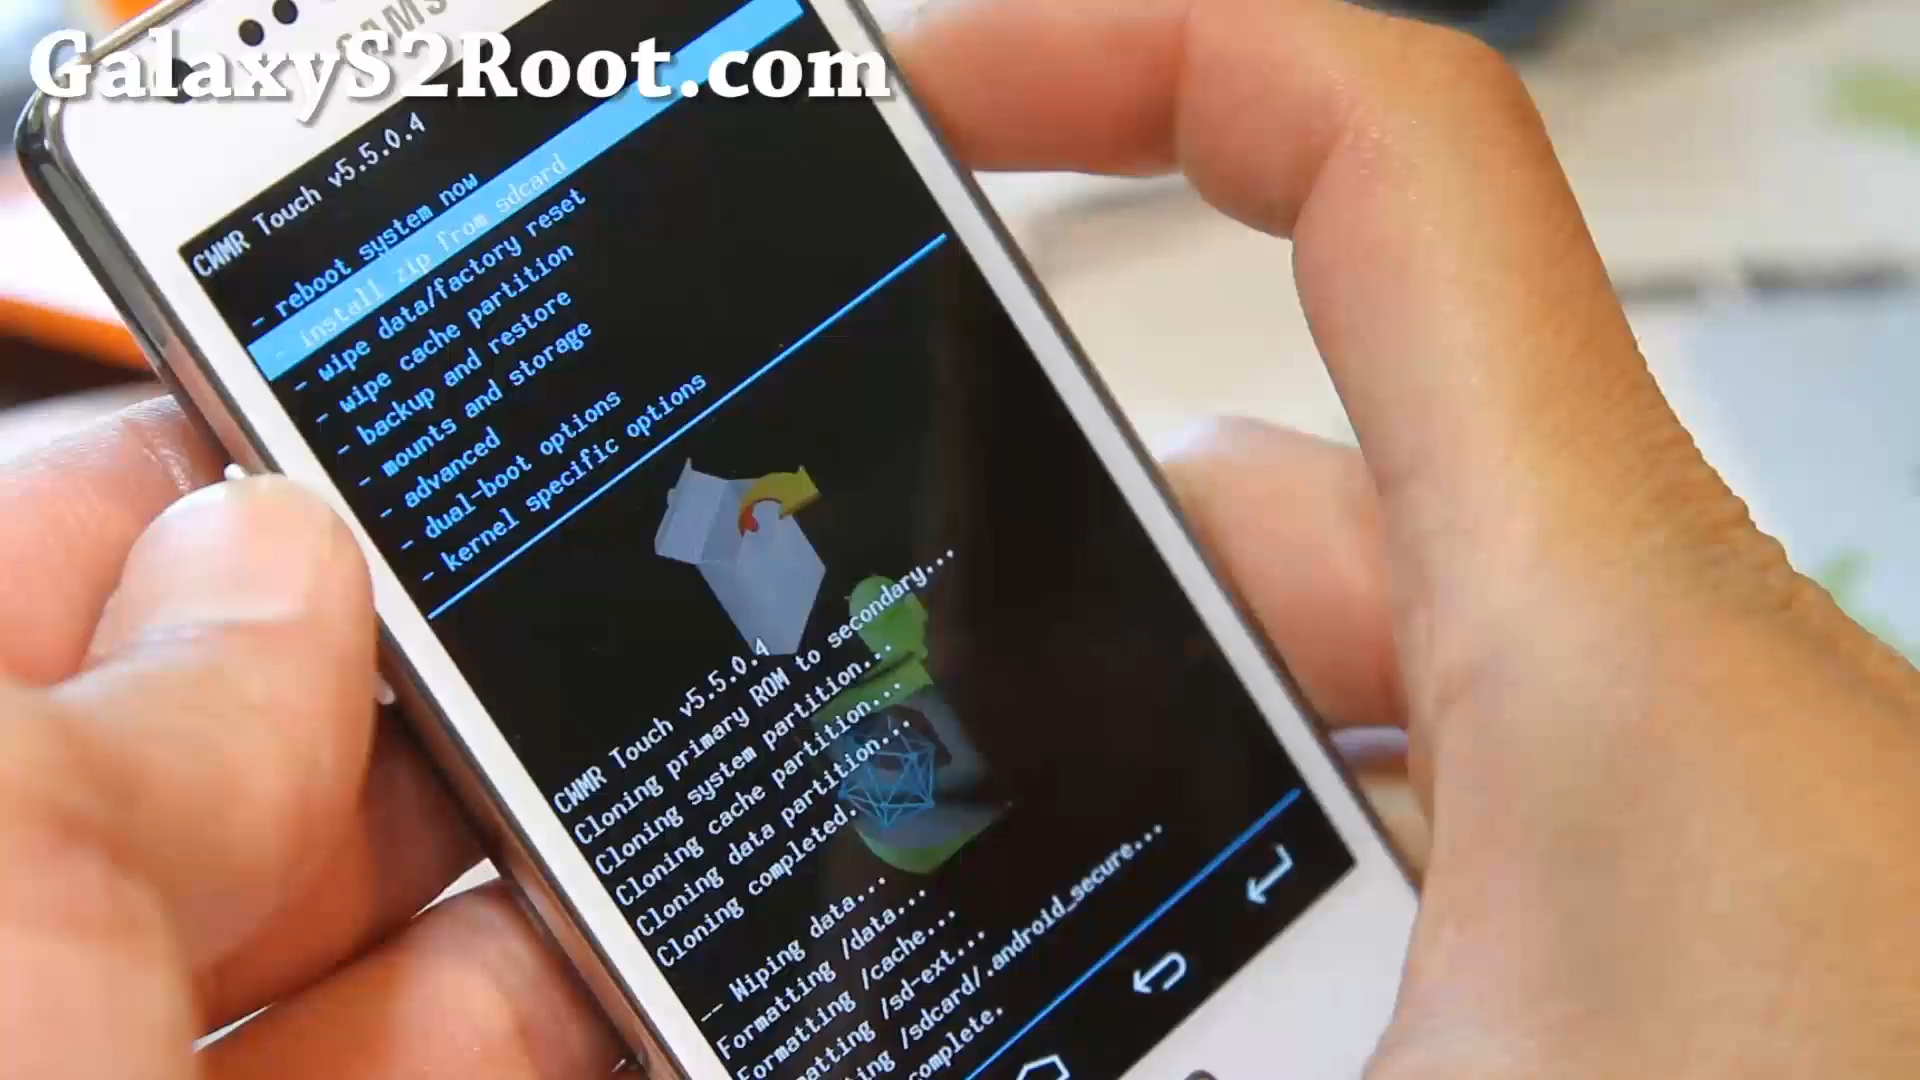 SAMS
GalaxyS2Root.com
CWMR Touch v5.5.0.4
- reboot system now
- install zip from sdcard
- wipe data/factory reset
- wipe cache partition
- backup and restore
- mounts and storage
- advanced
- dual-boot options
- kernel specific options
CWMR Touch v5.5.0.4
Cloning primary ROM to secondary...
Cloning system partition...
Cloning cache partition...
Cloning data partition...
Cloning completed.
-- Wiping data...
Formatting /data...
Formatting /cache...
matting /sd-ext...
ing /sdcard/.android_secure...
complete.